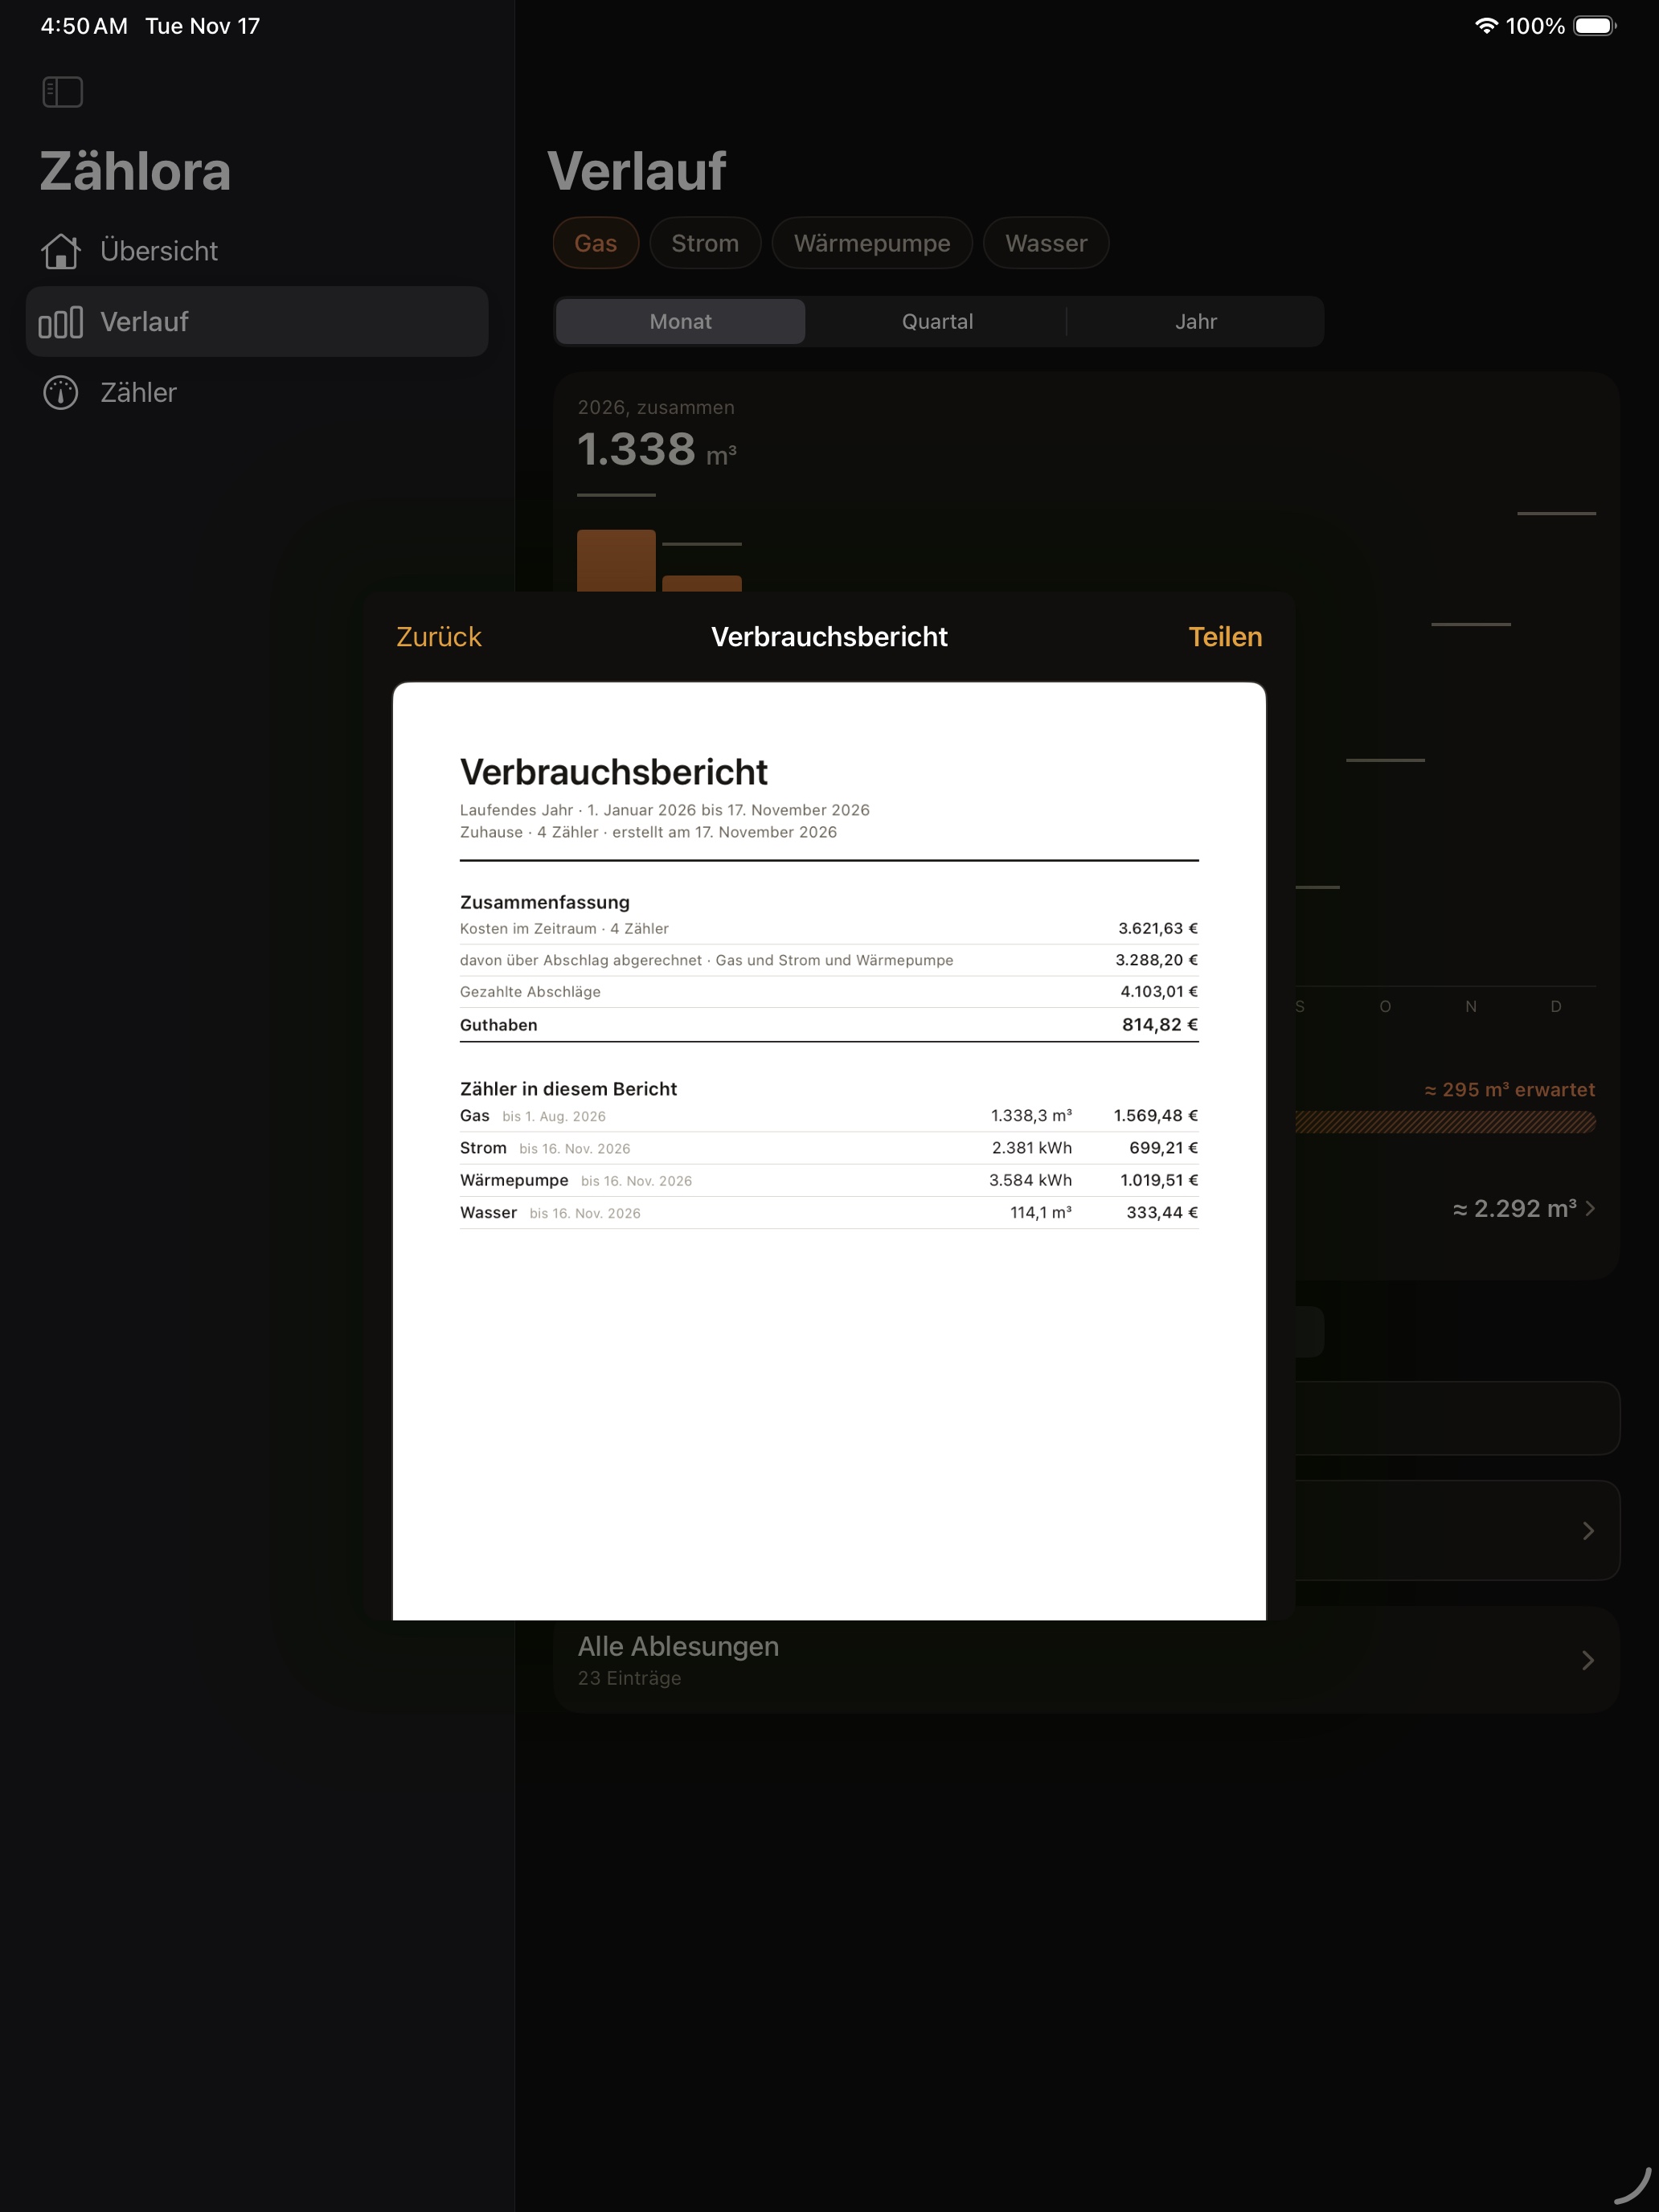 4:50 AM Tue Nov 17
100%
Zählora
Übersicht
Verlauf
Zähler
Verlauf
Gas Strom Wärmepumpe Wasser
Monat Quartal Jahr
2026, zusammen
1.338 m³
Zurück Verbrauchsbericht Teilen
Verbrauchsbericht
Laufendes Jahr · 1. Januar 2026 bis 17. November 2026
Zuhause · 4 Zähler · erstellt am 17. November 2026
Zusammenfassung
Kosten im Zeitraum · 4 Zähler 3.621,63 €
davon über Abschlag abgerechnet · Gas und Strom und Wärmepumpe 3.288,20 €
Gezahlte Abschläge 4.103,01 €
Guthaben 814,82 €
Zähler in diesem Bericht
Gas bis 1. Aug. 2026 1.338,3 m³ 1.569,48 €
Strom bis 16. Nov. 2026 2.381 kWh 699,21 €
Wärmepumpe bis 16. Nov. 2026 3.584 kWh 1.019,51 €
Wasser bis 16. Nov. 2026 114,1 m³ 333,44 €
S O N D
≈ 295 m³ erwartet
≈ 2.292 m³
Alle Ablesungen
23 Einträge